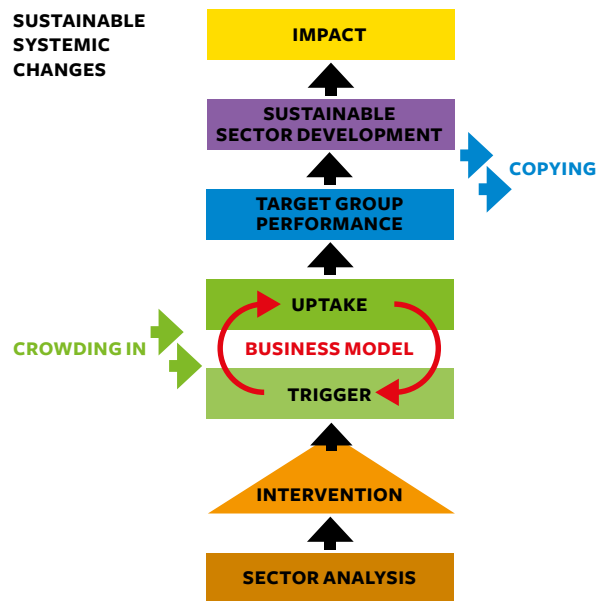 SUSTAINABLE
SYSTEMIC
CHANGES
IMPACT
SUSTAINABLE
SECTOR DEVELOPMENT
COPYING
TARGET GROUP
PERFORMANCE
UPTAKE
CROWDING IN
BUSINESS MODEL
TRIGGER
INTERVENTION
SECTOR ANALYSIS